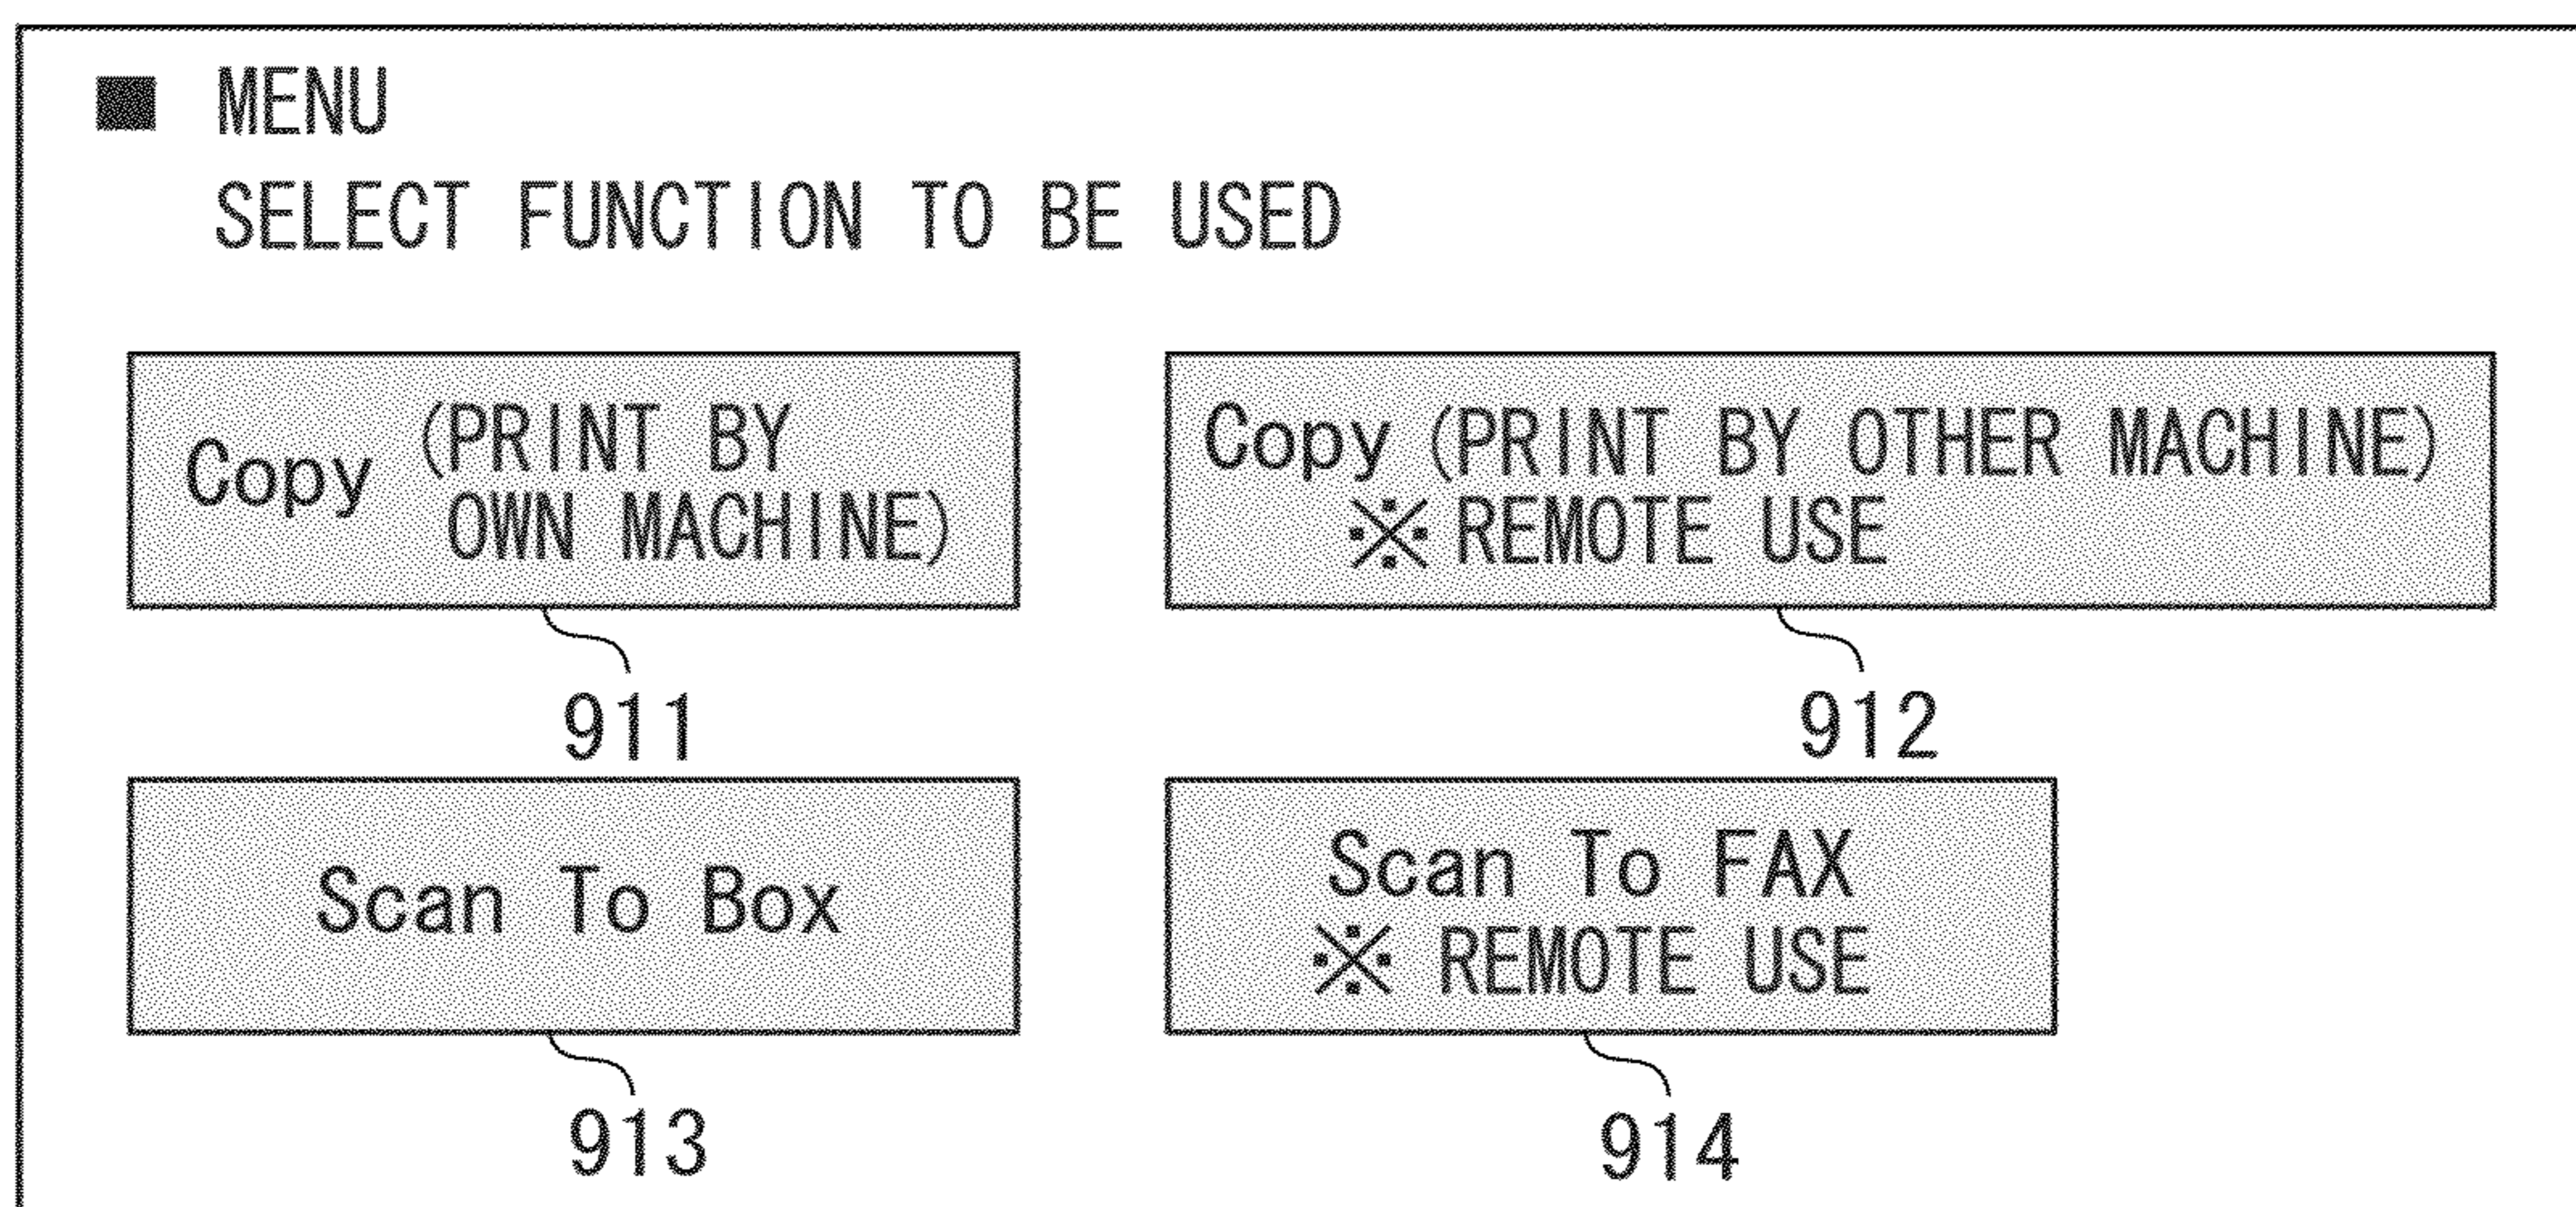 ■ MENU
SELECT FUNCTION TO BE USED
Copy (PRINT BY
OWN MACHINE)
Copy (PRINT BY OTHER MACHINE)
※ REMOTE USE
911
912
Scan To Box
Scan To FAX
※ REMOTE USE
913
914